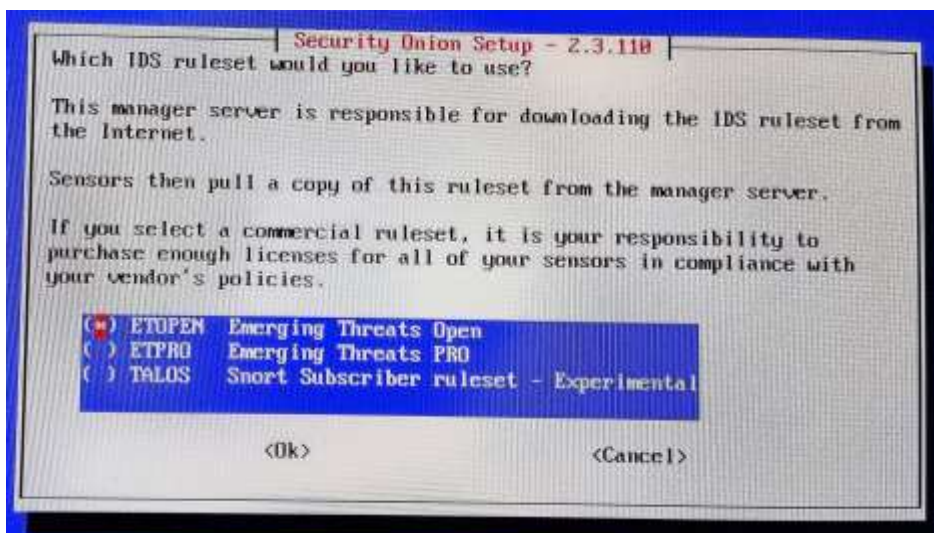 Security Onion Setup - 2.3.110
Which IDS ruleset would you like to use?
This manager server is responsible for downloading the IDS ruleset from
the Internet.
Sensors then pull a copy of this ruleset from the manager server.
If you select a commercial ruleset, it is your responsibility to
purchase enough licenses for all of your sensors in compliance with
your vendor's policies.
(*) ETOPEN Emerging Threats Open
( ) ETPRO Emerging Threats PRO
( ) TALOS Snort Subscriber ruleset - Experimental
<Ok> <Cancel>